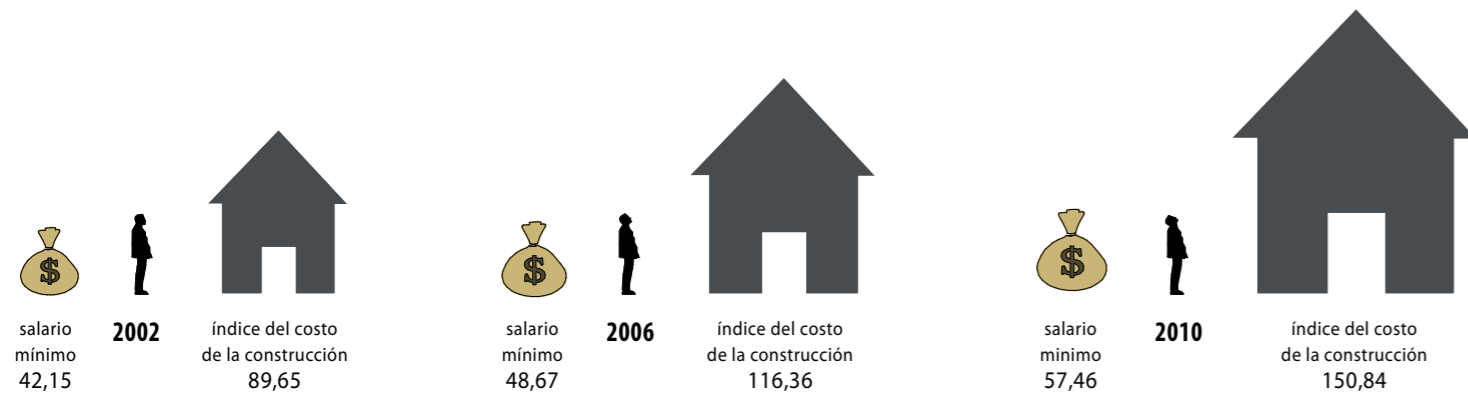 $
salario
mínimo
42,15
2002
índice del costo
de la construcción
89,65
$
salario
mínimo
48,67
2006
índice del costo
de la construcción
116,36
$
salario
minimo
57,46
2010
índice del costo
de la construcción
150,84